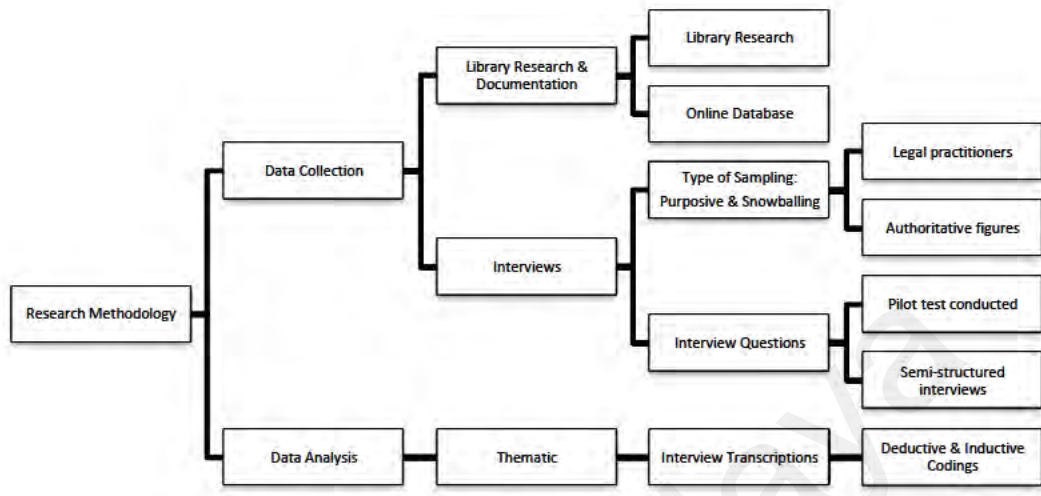 Library Research
Library Research &
Documentation
Online Database
Data Collection
Legal practitioners
Type of Sampling:
Purposive & Snowballing
Authoritative figures
Interviews
Research Methodology
Pilot test conducted
Interview Questions
Semi-structured
interviews
Data Analysis
Thematic
Interview Transcriptions
Deductive & Inductive
Codings